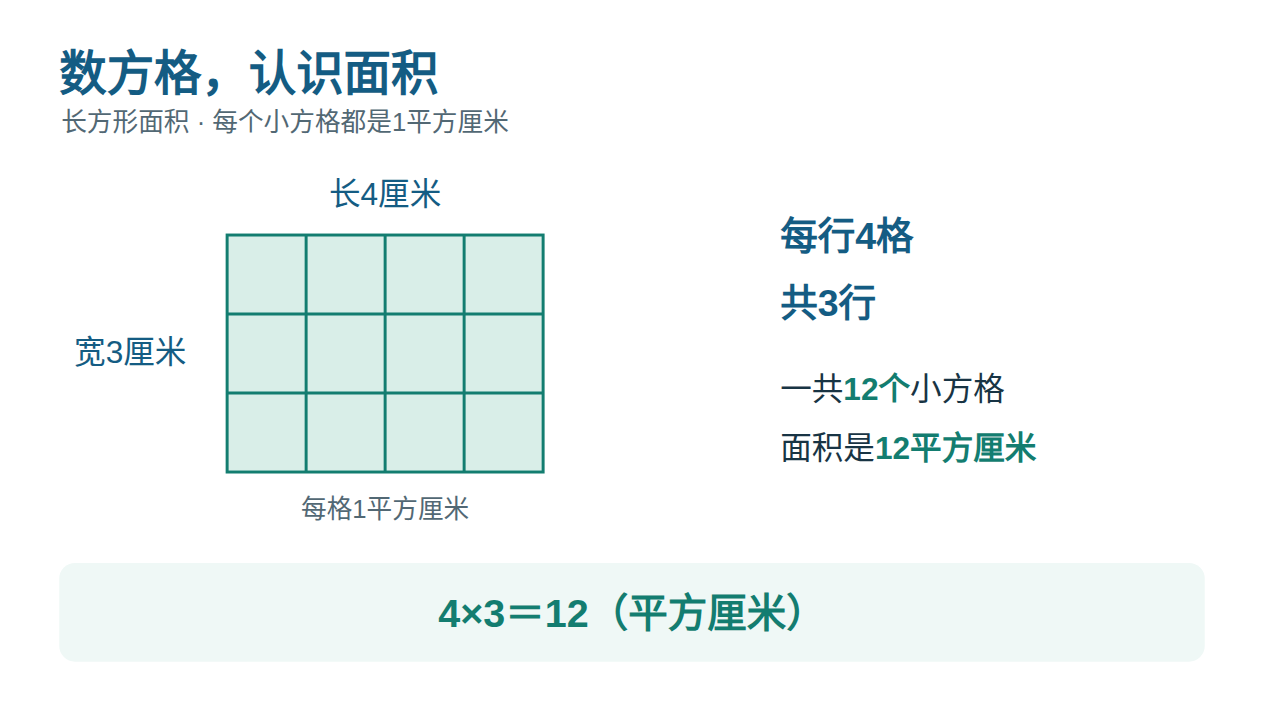 数方格，认识面积
长方形面积 · 每个小方格都是1平方厘米
长4厘米
宽3厘米
每格1平方厘米
每行4格
共3行
一共12个小方格
面积是12平方厘米
4×3＝12（平方厘米）